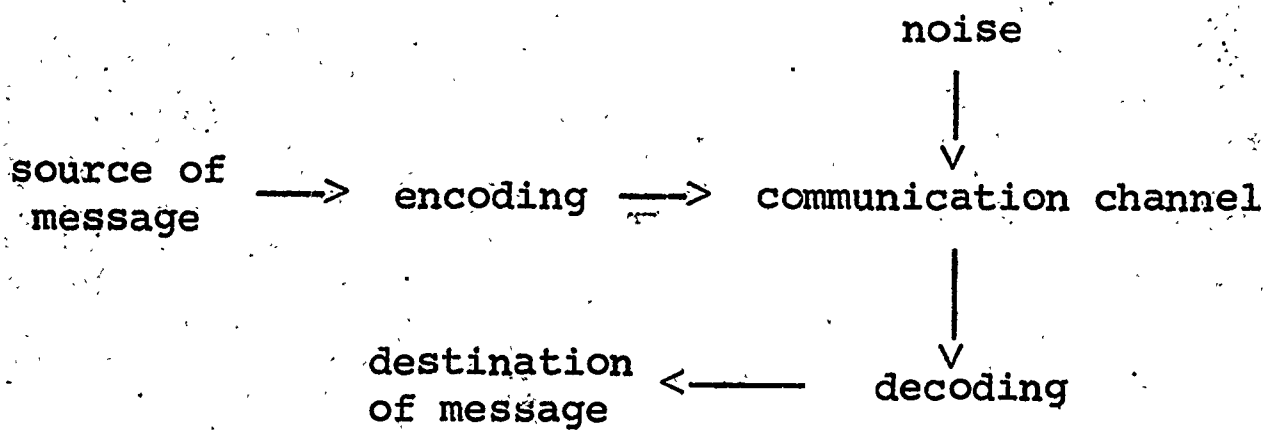 noise
source of
message
encoding
communication channel
destination
of message
decoding